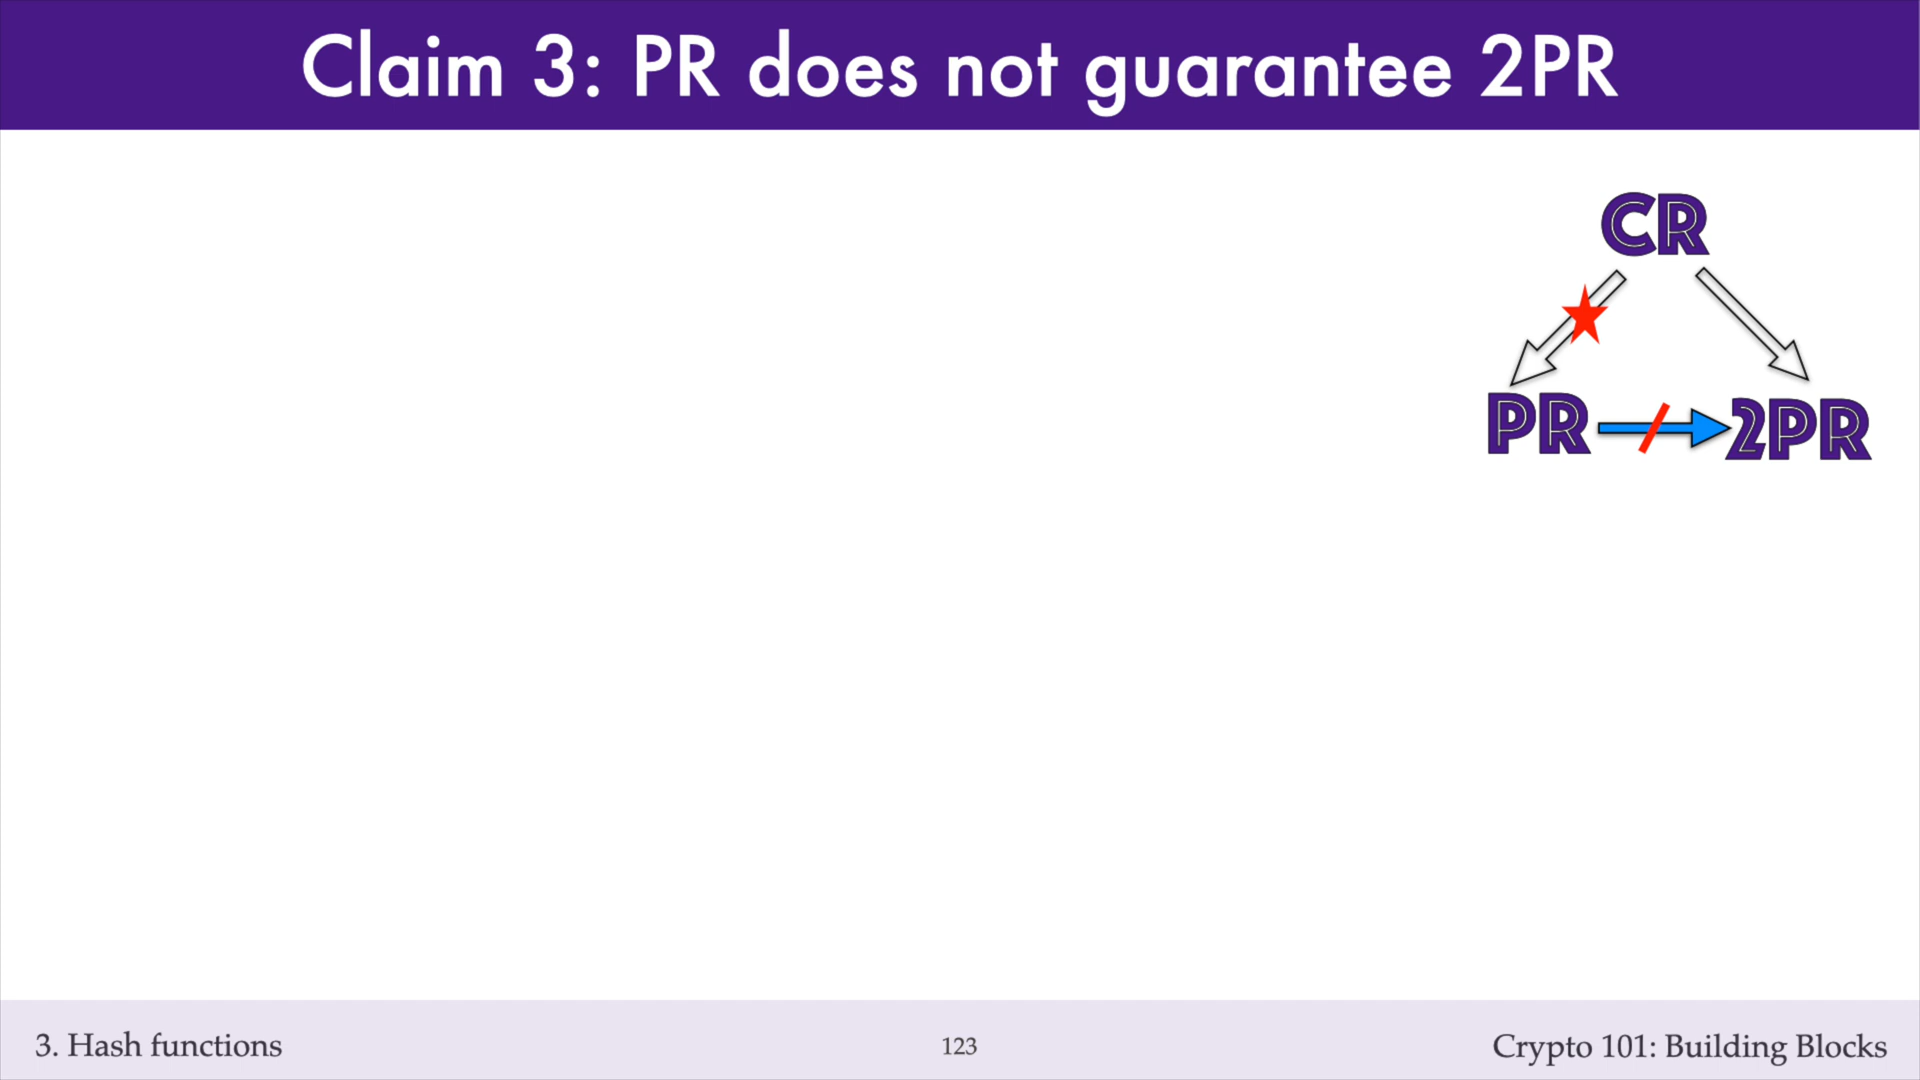 Claim 3: PR does not guarantee 2PR
CR
PR
2PR
3. Hash functions
123
Crypto 101: Building Blocks